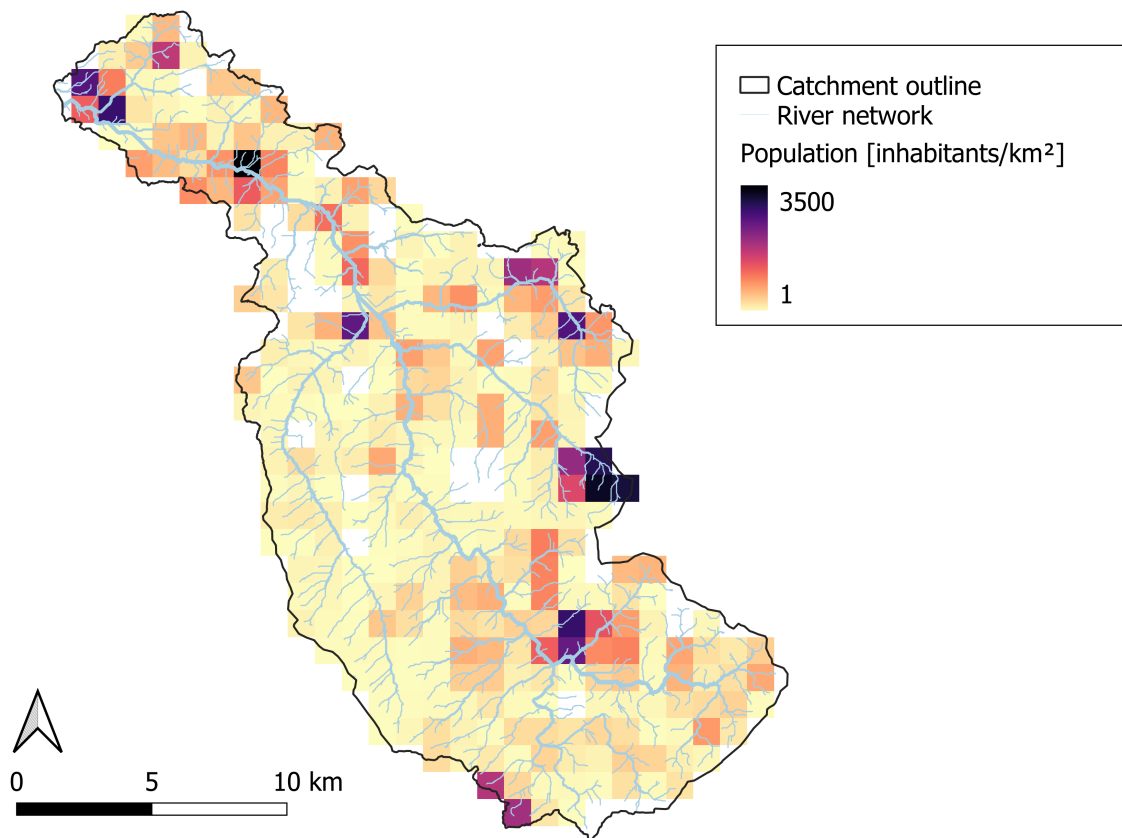 Catchment outline
River network
Population [inhabitants/km²]
3500
1
0 5 10 km